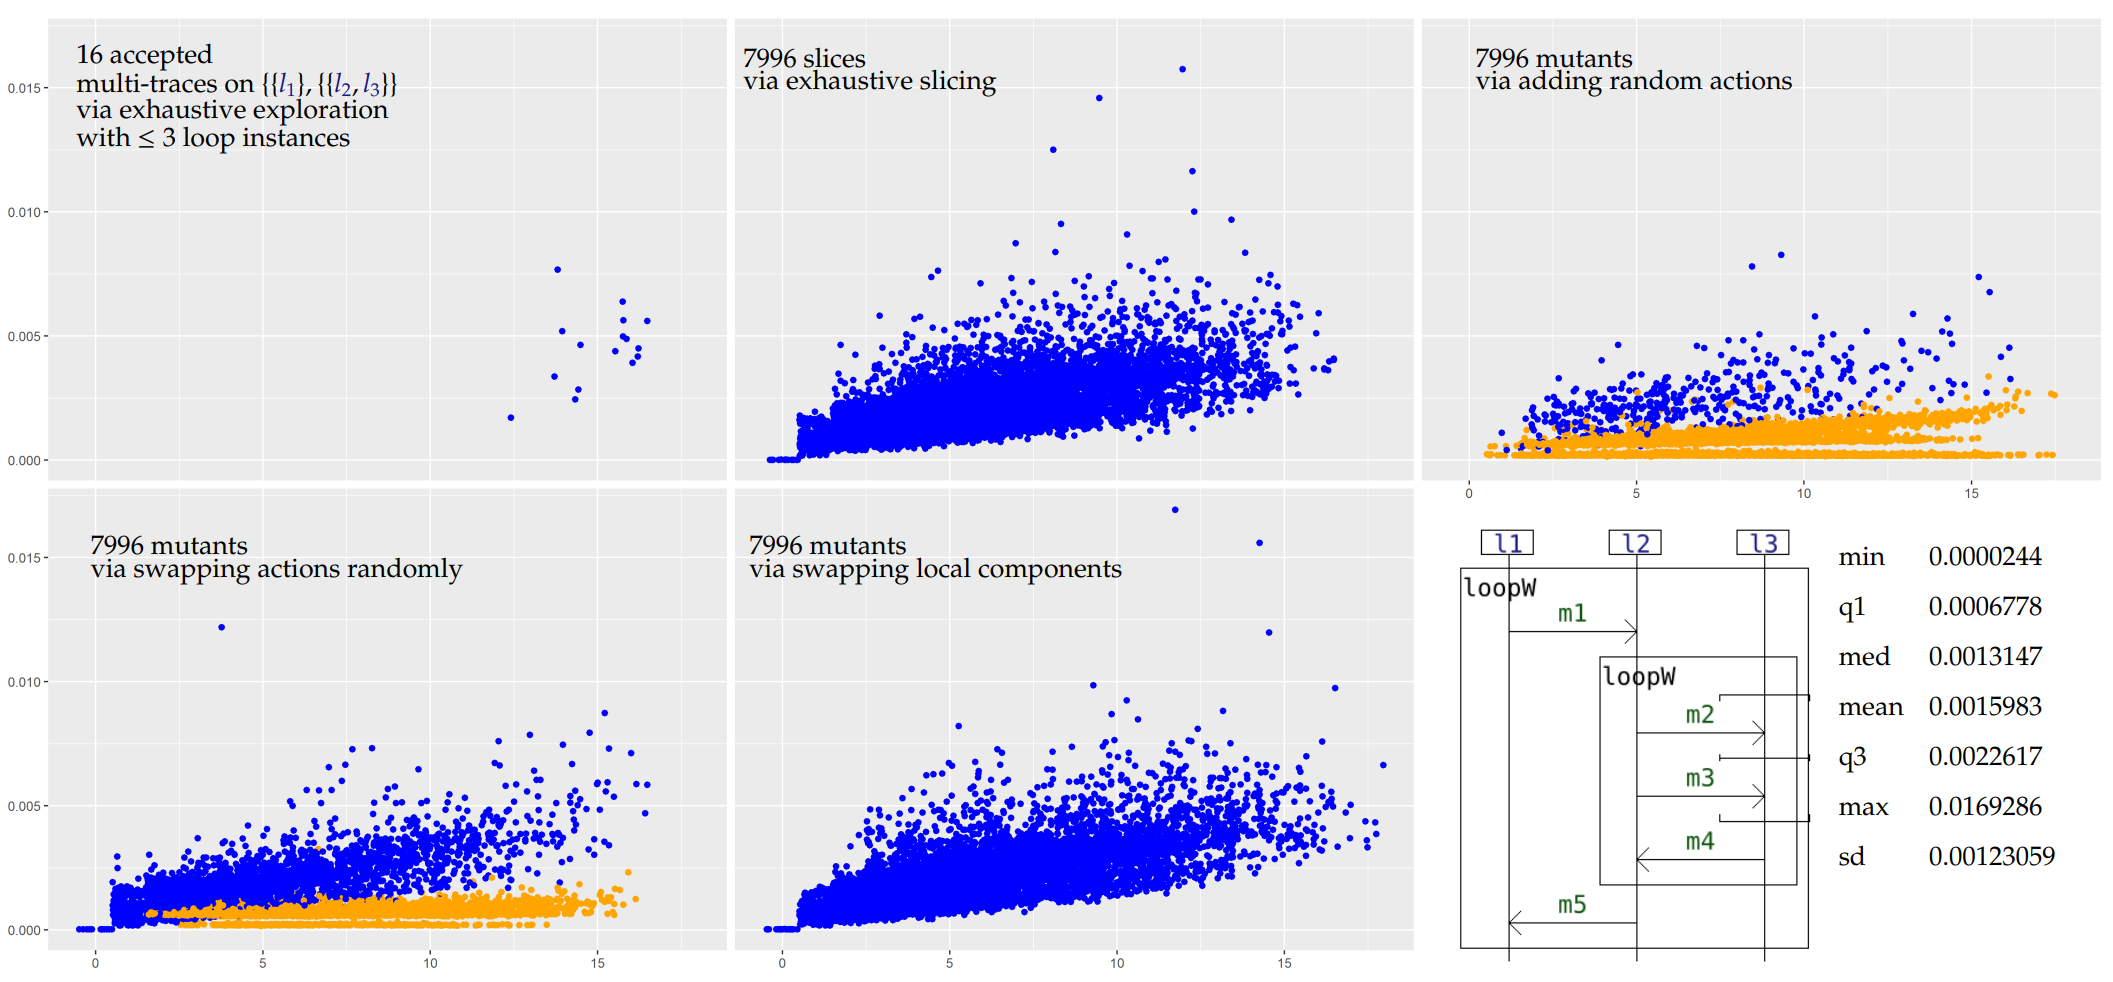 16 accepted
multi-traces on {{l1}, {{l2, l3}}
via exhaustive exploration
with ≤ 3 loop instances
0.015
0.010
0.005
0.000
7996 slices
via exhaustive slicing
7996 mutants
via adding random actions
0 5 10 15
7996 mutants
via swapping actions randomly
0.015
0.010
0.005
0.000
0 5 10 15
7996 mutants
via swapping local components
0 5 10 15
l1 l2 l3
loopW
m1
loopW
m2
m3
m4
m5
min 0.0000244
q1 0.0006778
med 0.0013147
mean 0.0015983
q3 0.0022617
max 0.0169286
sd 0.00123059